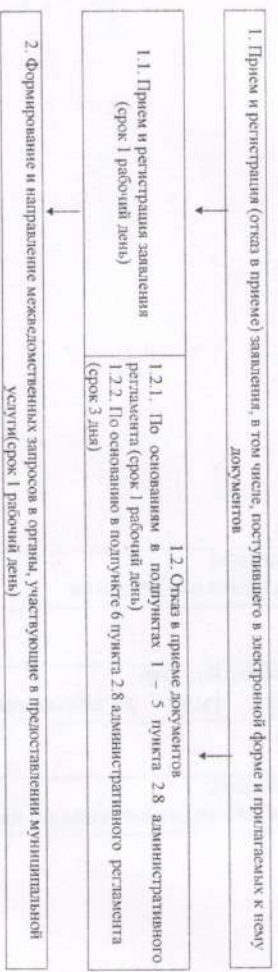 1. Прием и регистрация (отказ в приеме) заявления, в том числе, поступившего в электронной форме и прилагаемых к нему
документов
1.1. Прием и регистрация заявления
(срок 1 рабочий день)
1.2. Отказ в приеме документов
1.2.1. По основаниям в подпунктах 1 – 5 пункта 2.8 административного
регламента (срок 1 рабочий день)
1.2.2. По основанию в подпункте 6 пункта 2.8 административного регламента
(срок 3 дня)
2. Формирование и направление межведомственных запросов в органы, участвующие в предоставлении муниципальной
услуги(срок 1 рабочий день)